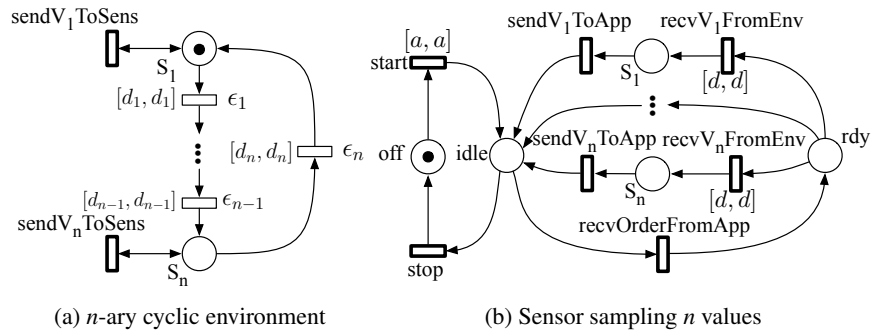 sendV₁ToSens
S₁
[d₁, d₁] ϵ₁
[dₙ, dₙ] ϵₙ
[dₙ₋₁, dₙ₋₁] ϵₙ₋₁
sendVₙToSens
Sₙ
(a) n-ary cyclic environment
[a, a]
start
sendV₁ToApp recvV₁FromEnv
S₁
[d, d]
off
idle
sendVₙToApp recvVₙFromEnv
rdy
Sₙ
[d, d]
recvOrderFromApp
stop
(b) Sensor sampling n values